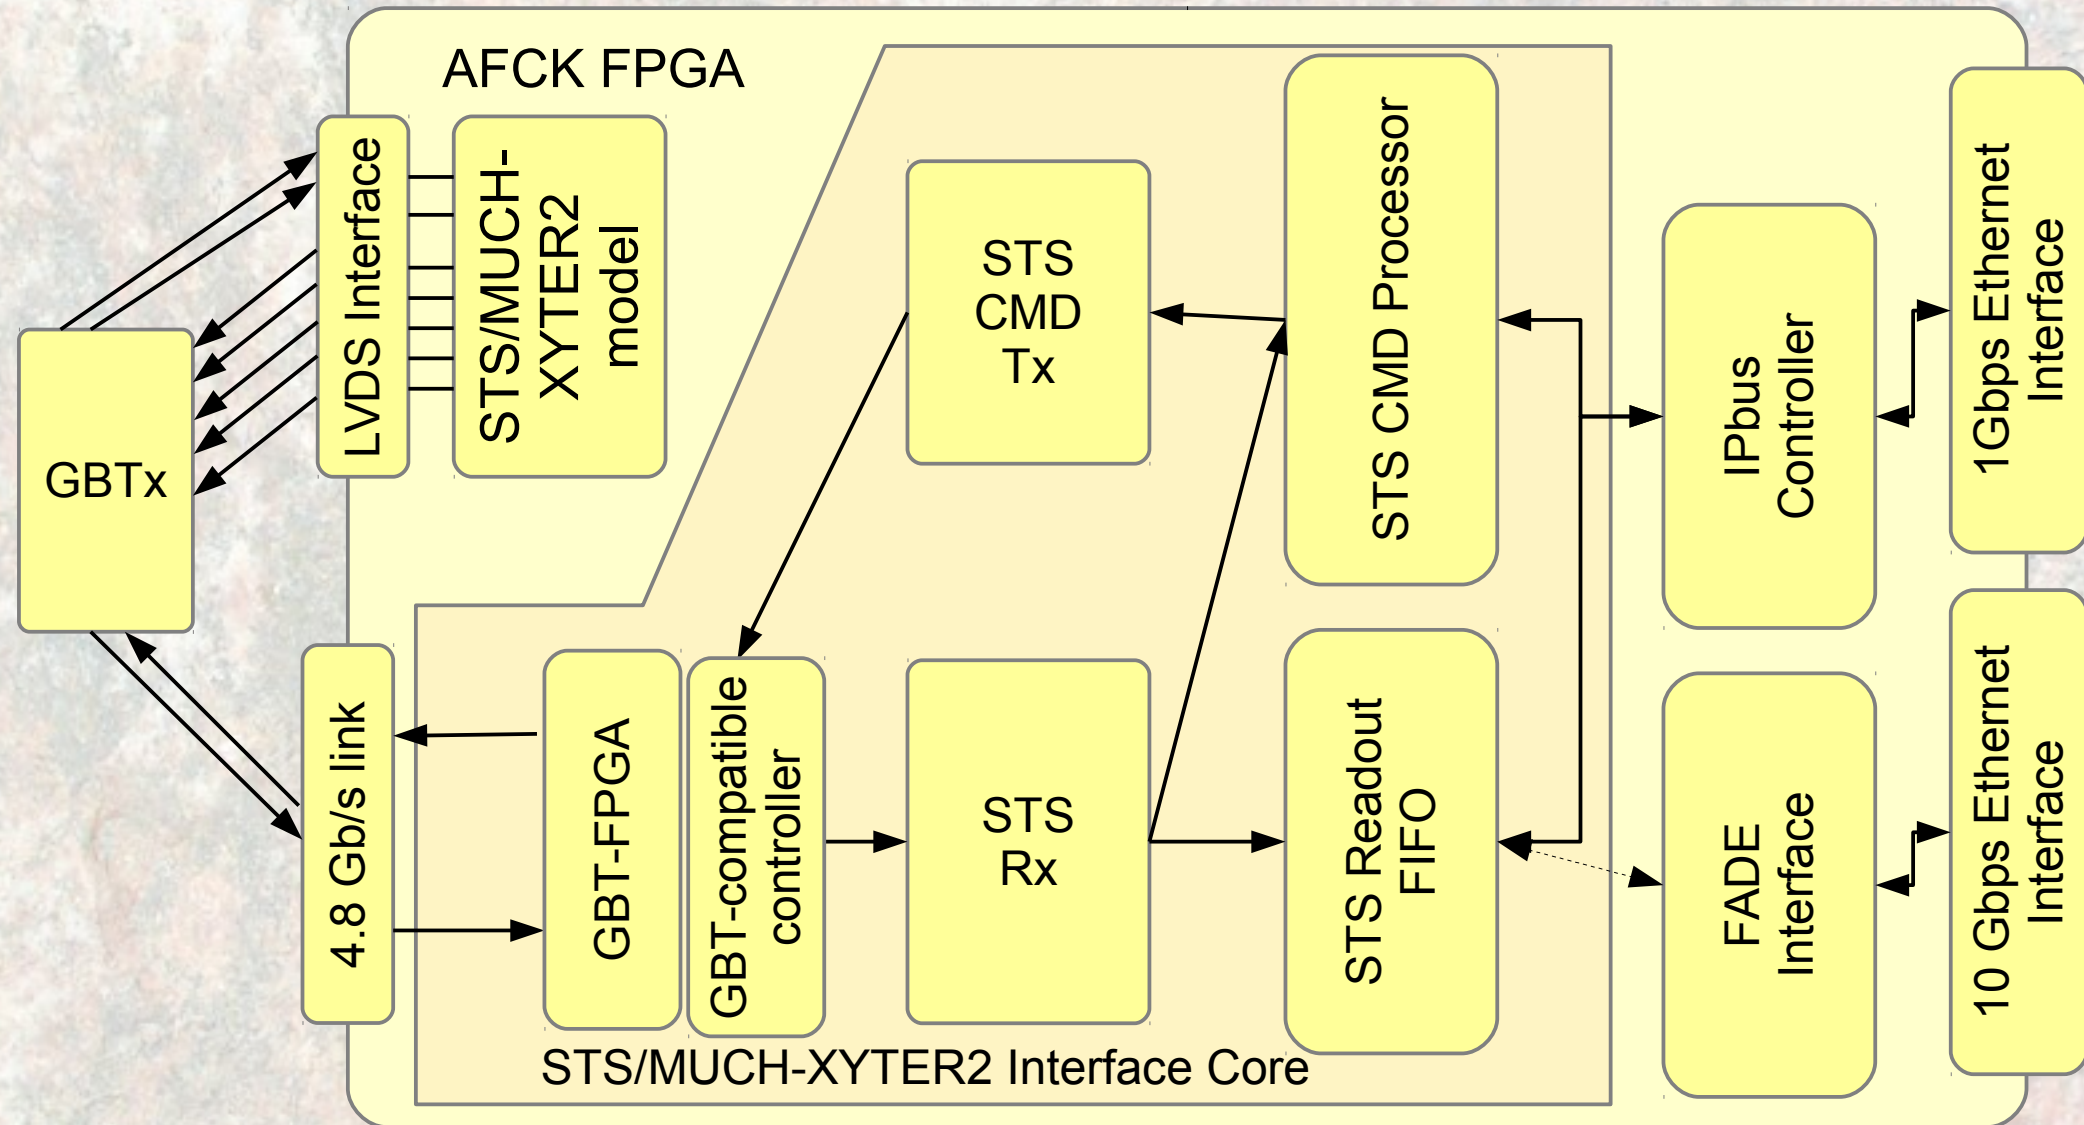 AFCK FPGA
GBTx
LVDS Interface
STS/MUCH-
XYTER2
model
STS
CMD
Tx
STS CMD Processor
IPbus
Controller
1Gbps Ethernet
Interface
4.8 Gb/s link
GBT-FPGA
GBT-compatible
controller
STS
Rx
STS Readout
FIFO
FADE
Interface
10 Gbps Ethernet
Interface
STS/MUCH-XYTER2 Interface Core